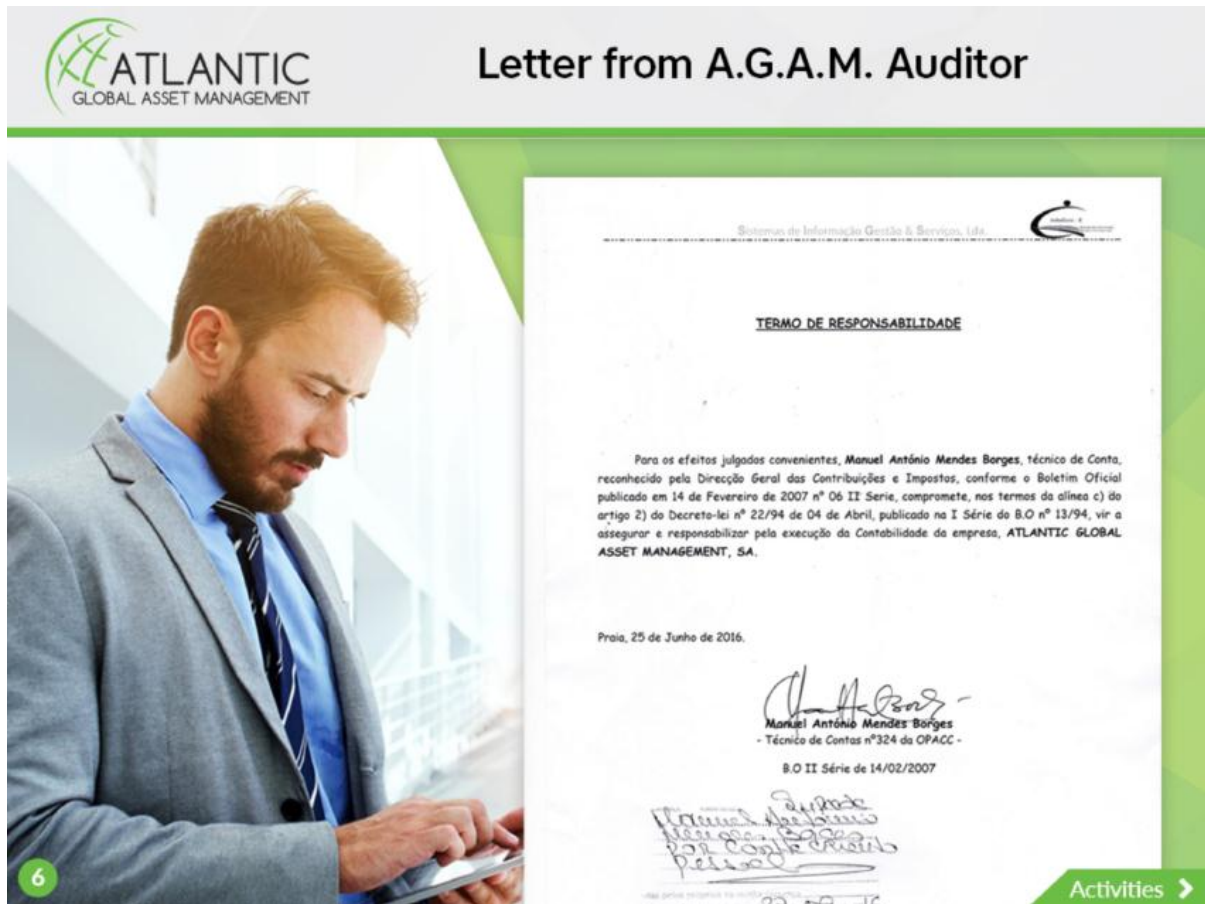 ATLANTIC
GLOBAL ASSET MANAGEMENT
Letter from A.G.A.M. Auditor
Sistemas de Informação Gestão & Serviços, Lda.
TERMO DE RESPONSABILIDADE
Para os efeitos julgados convenientes, Manuel António Mendes Borges, técnico de Conta,
reconhecido pela Direcção Geral das Contribuições e Impostos, conforme o Boletim Oficial
publicado em 14 de Fevereiro de 2007 nº 06 II Serie, compromete, nos termos da alínea c) do
artigo 2) do Decreto-lei nº 22/94 de 04 de Abril, publicado na I Série do B.O nº 13/94, vir a
assegurar e responsabilizar pela execução da Contabilidade da empresa, ATLANTIC GLOBAL
ASSET MANAGEMENT, SA.
Praia, 25 de Junho de 2016.
Manuel António Mendes Borges
- Técnico de Contas nº324 da OPACC -
B.O II Série de 14/02/2007
Manuel António
Mendes
por
6
Activities